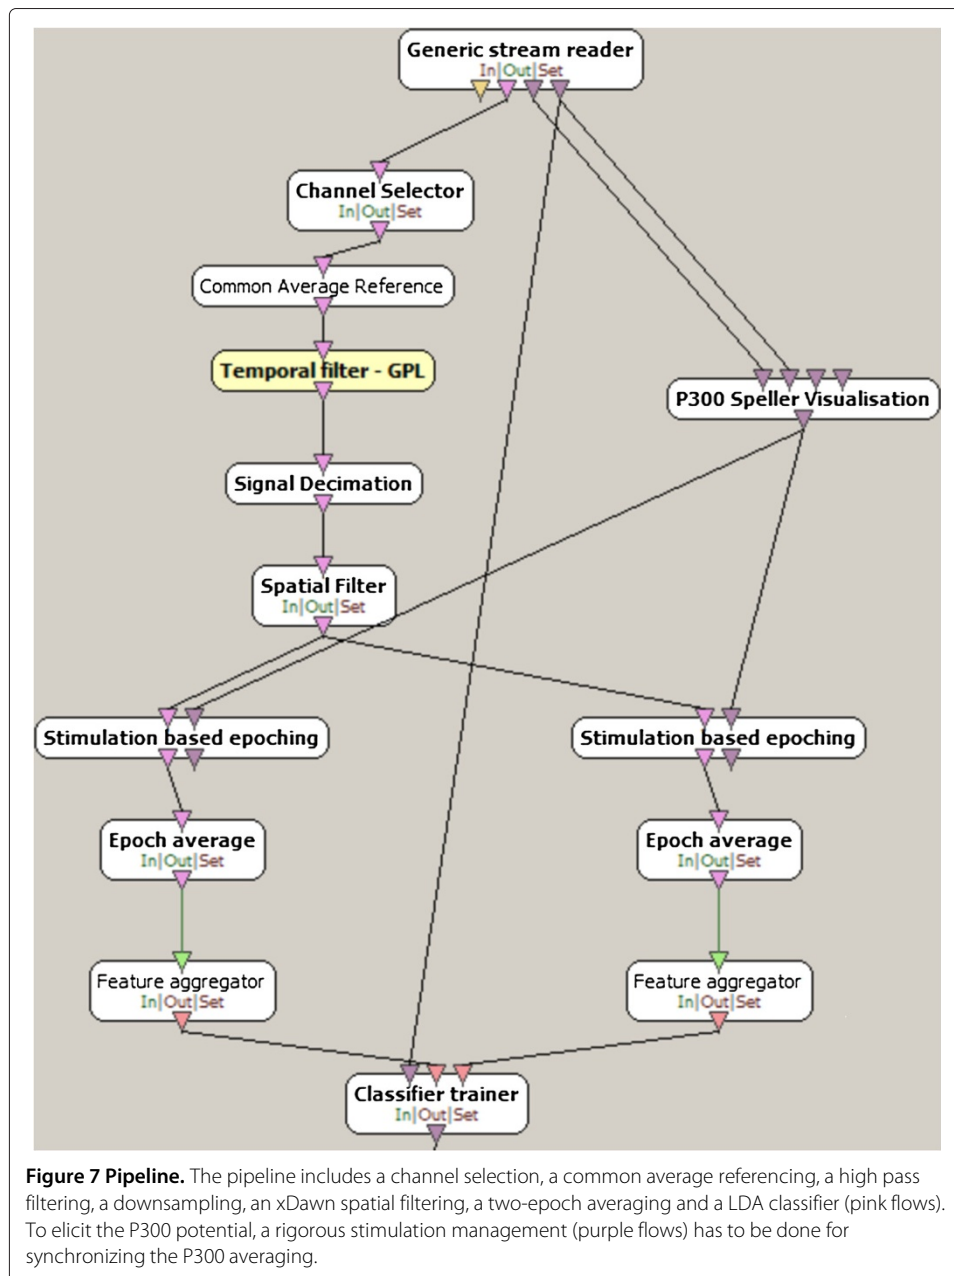 Generic stream reader
In|Out|Set
Channel Selector
In|Out|Set
Common Average Reference
Temporal filter - GPL
P300 Speller Visualisation
Signal Decimation
Spatial Filter
In|Out|Set
Stimulation based epoching
Stimulation based epoching
Epoch average
In|Out|Set
Epoch average
In|Out|Set
Feature aggregator
In|Out|Set
Feature aggregator
In|Out|Set
Classifier trainer
In|Out|Set
Figure 7 Pipeline. The pipeline includes a channel selection, a common average referencing, a high pass
filtering, a downsampling, an xDawn spatial filtering, a two-epoch averaging and a LDA classifier (pink flows).
To elicit the P300 potential, a rigorous stimulation management (purple flows) has to be done for
synchronizing the P300 averaging.